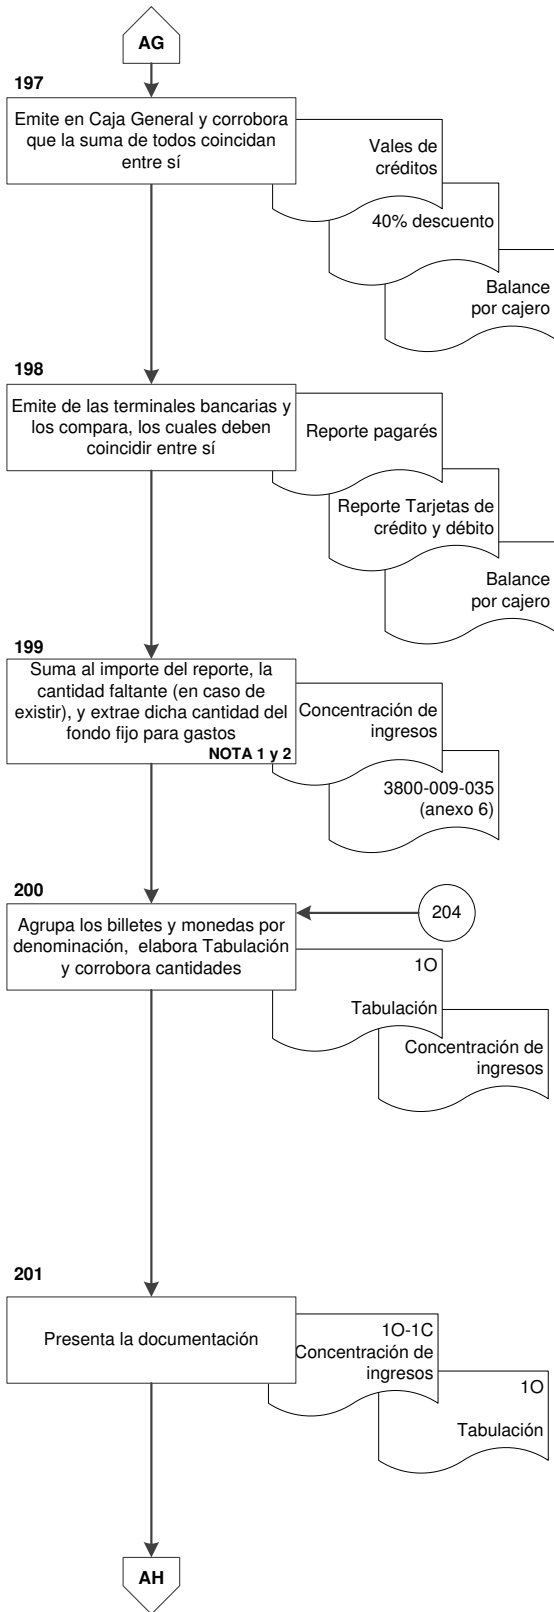 AG
197
Emite en Caja General y corrobora
que la suma de todos coincidan
entre sí
Vales de
créditos
40% descuento
Balance
por cajero
198
Emite de las terminales bancarias y
los compara, los cuales deben
coincidir entre sí
Reporte pagarés
Reporte Tarjetas de
crédito y débito
Balance
por cajero
199
Suma al importe del reporte, la
cantidad faltante (en caso de
existir), y extrae dicha cantidad del
fondo fijo para gastos
NOTA 1 y 2
Concentración de
ingresos
3800-009-035
(anexo 6)
200
Agrupa los billetes y monedas por
denominación, elabora Tabulación
y corrobora cantidades
204
1O
Tabulación
Concentración de
ingresos
201
Presenta la documentación
1O-1C
Concentración de
ingresos
1O
Tabulación
AH